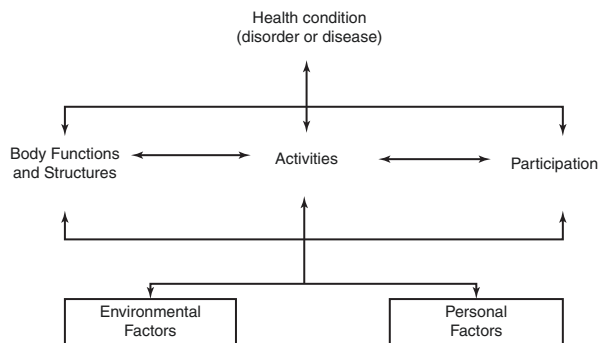 Health condition
(disorder or disease)
Body Functions
and Structures
Activities
Participation
Environmental
Factors
Personal
Factors